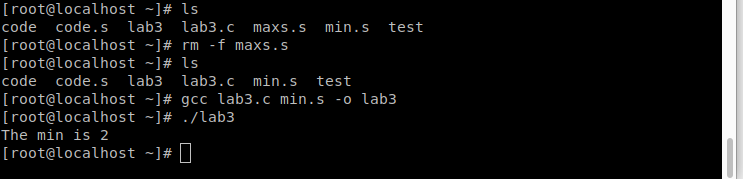 [root@localhost ~]# ls
code  code.s  lab3  lab3.c  maxs.s  min.s  test
[root@localhost ~]# rm -f maxs.s
[root@localhost ~]# ls
code  code.s  lab3  lab3.c  min.s  test
[root@localhost ~]# gcc lab3.c min.s -o lab3
[root@localhost ~]# ./lab3
The min is 2
[root@localhost ~]#